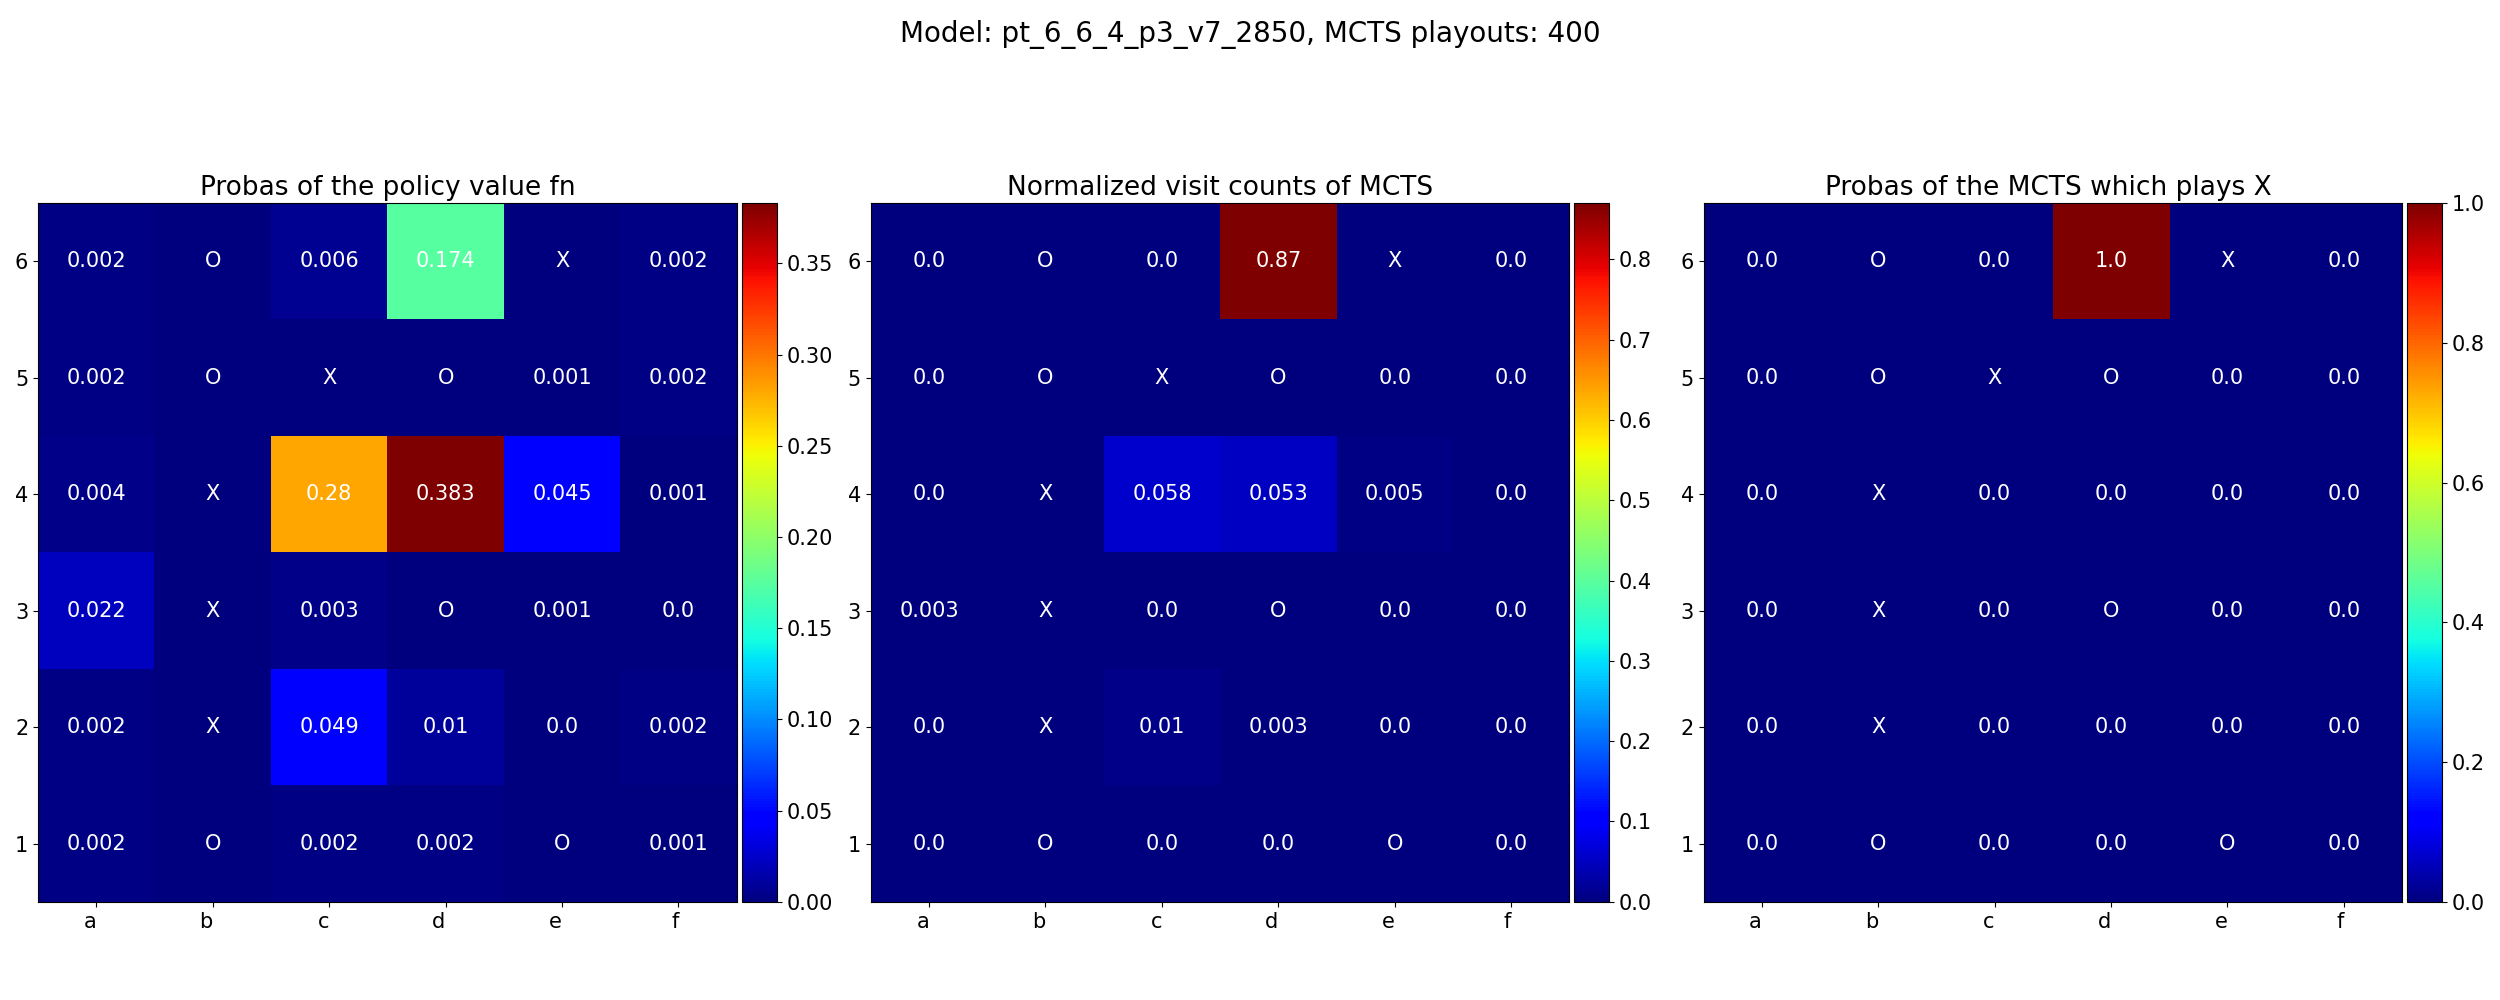 Model: pt_6_6_4_p3_v7_2850, MCTS playouts: 400
Probas of the policy value fn
6 0.002 O 0.006 0.174 X 0.002
5 0.002 O X O 0.001 0.002
4 0.004 X 0.28 0.383 0.045 0.001
3 0.022 X 0.003 O 0.001 0.0
2 0.002 X 0.049 0.01 0.0 0.002
1 0.002 O 0.002 0.002 O 0.001
a b c d e f
0.35
0.30
0.25
0.20
0.15
0.10
0.05
0.00
Normalized visit counts of MCTS
6 0.0 O 0.0 0.87 X 0.0
5 0.0 O X O 0.0 0.0
4 0.0 X 0.058 0.053 0.005 0.0
3 0.003 X 0.0 O 0.0 0.0
2 0.0 X 0.01 0.003 0.0 0.0
1 0.0 O 0.0 0.0 O 0.0
a b c d e f
0.8
0.7
0.6
0.5
0.4
0.3
0.2
0.1
0.0
Probas of the MCTS which plays X
6 0.0 O 0.0 1.0 X 0.0
5 0.0 O X O 0.0 0.0
4 0.0 X 0.0 0.0 0.0 0.0
3 0.0 X 0.0 O 0.0 0.0
2 0.0 X 0.0 0.0 0.0 0.0
1 0.0 O 0.0 0.0 O 0.0
a b c d e f
1.0
0.8
0.6
0.4
0.2
0.0